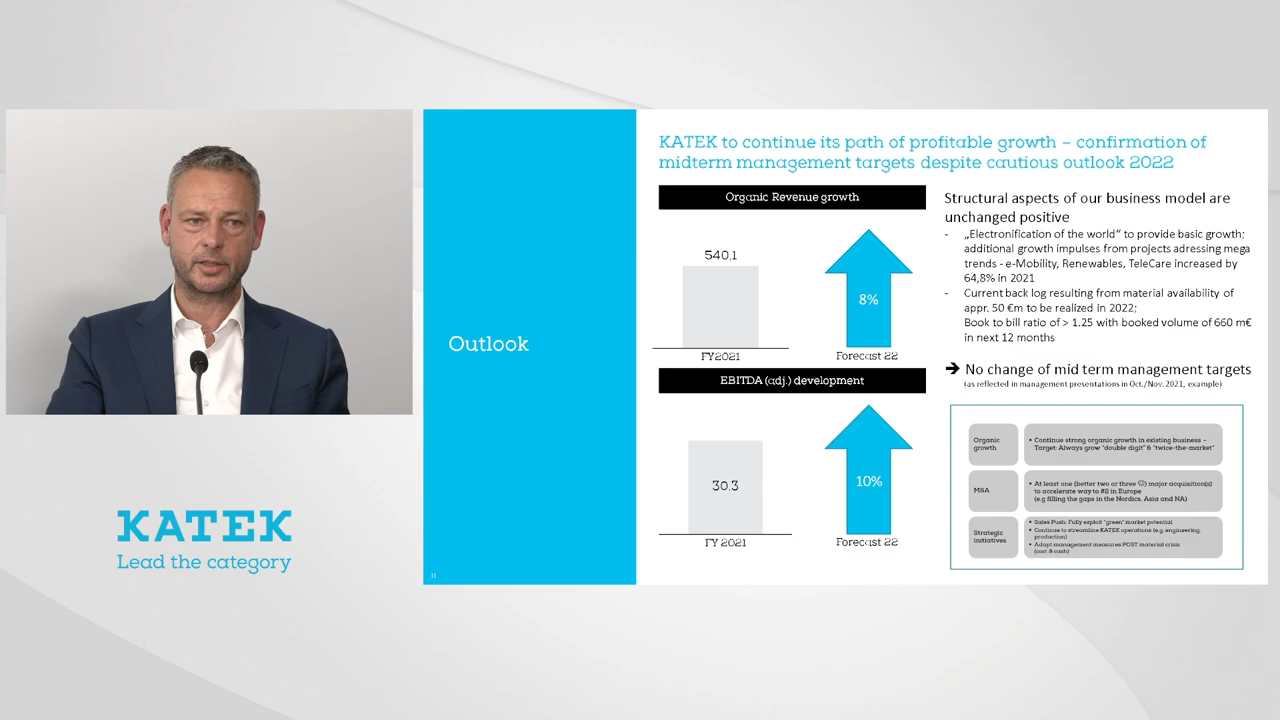 KATEK
Lead the category
Outlook
11
KATEK to continue its path of profitable growth – confirmation of
midterm management targets despite cautious outlook 2022
Organic Revenue growth
540,1
8%
FY2021
Forecast 22
EBITDA (adj.) development
30.3
10%
FY 2021
Forecast 22
Structural aspects of our business model are
unchanged positive
- „Electronification of the world“ to provide basic growth;
additional growth impulses from projects adressing mega
trends - e-Mobility, Renewables, TeleCare increased by
64,8% in 2021
- Current back log resulting from material availability of
appr. 50 €m to be realized in 2022;
Book to bill ratio of > 1.25 with booked volume of 660 m€
in next 12 months
➔ No change of mid term management targets
(as reflected in management presentations in Oct./Nov. 2021, example)
Organic
growth
• Continue strong organic growth in existing business –
Target: Always grow "double digit" & "twice-the-market"
M&A
• At least one (better two or three ☺) major acquisition(s)
to accelerate way to #2 in Europe
(e.g filling the gaps in the Nordics, Asia and NA)
Strategic
initiatives
• Sales Push: Fully exploit "green" market potential
• Continue to streamline KATEK operations (e.g. engineering,
production)
• Adapt management measures POST material crisis
(cost & cash)